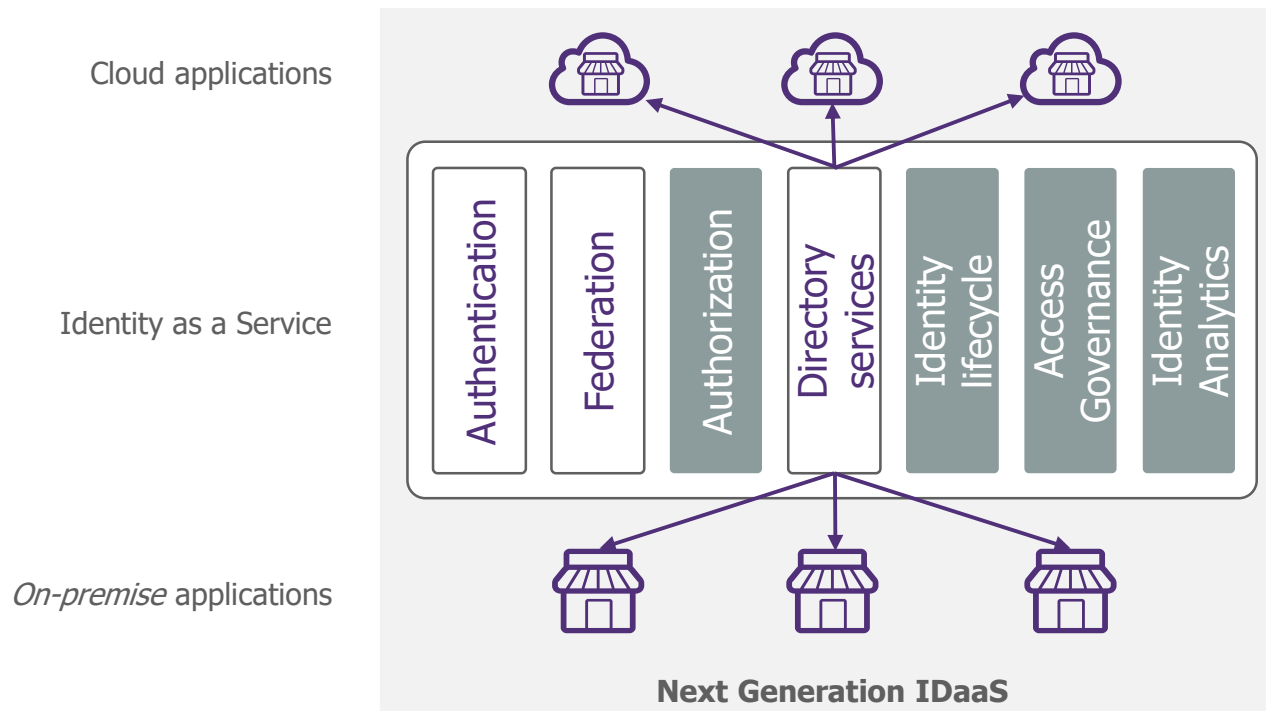 Cloud applications
Identity as a Service
Authentication
Federation
Authorization
Directory
services
Identity
lifecycle
Access
Governance
Identity
Analytics
On-premise applications
Next Generation IDaaS